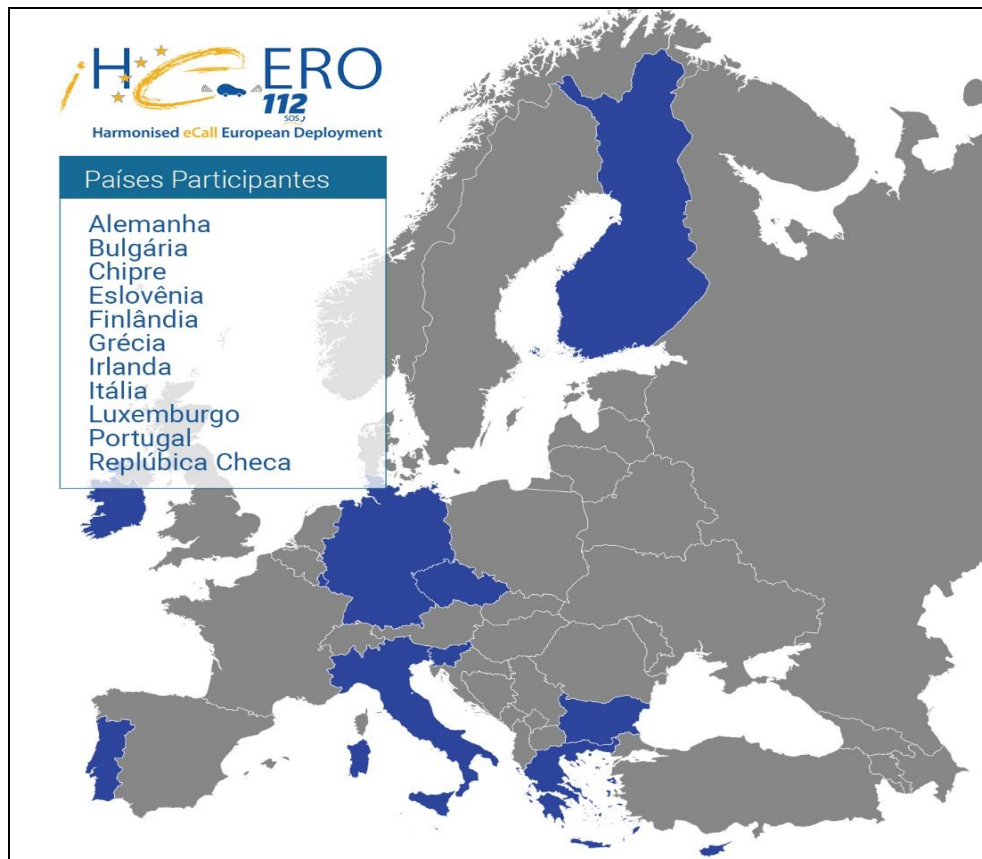 iHeERO
112
SOS
Harmonised eCall European Deployment
Países Participantes
Alemanha
Bulgária
Chipre
Eslovênia
Finlândia
Grécia
Irlanda
Itália
Luxemburgo
Portugal
Replúbica Checa